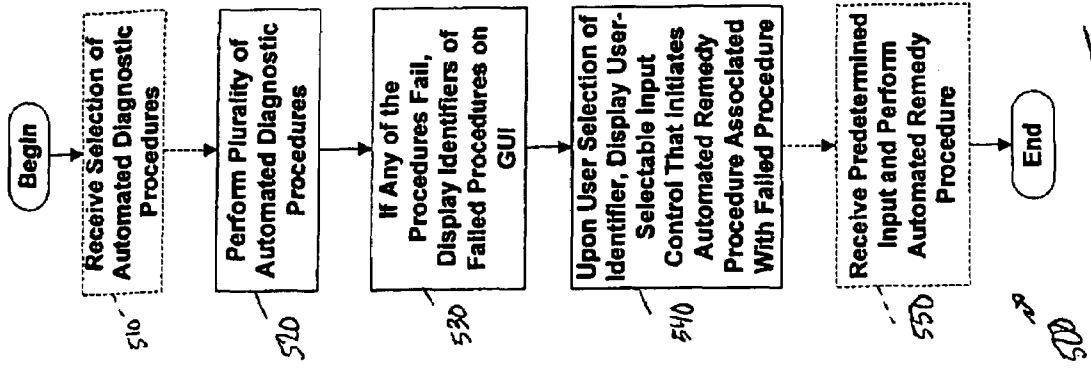 Begin
Receive Selection of
Automated Diagnostic
Procedures
510
Perform Plurality of
Automated Diagnostic
Procedures
520
If Any of the
Procedures Fail,
Display Identifiers of
Failed Procedures on
GUI
530
Upon User Selection of
Identifier, Display User-
Selectable Input
Control That Initiates
Automated Remedy
Procedure Associated
With Failed Procedure
540
Receive Predetermined
Input and Perform
Automated Remedy
Procedure
550
End
500